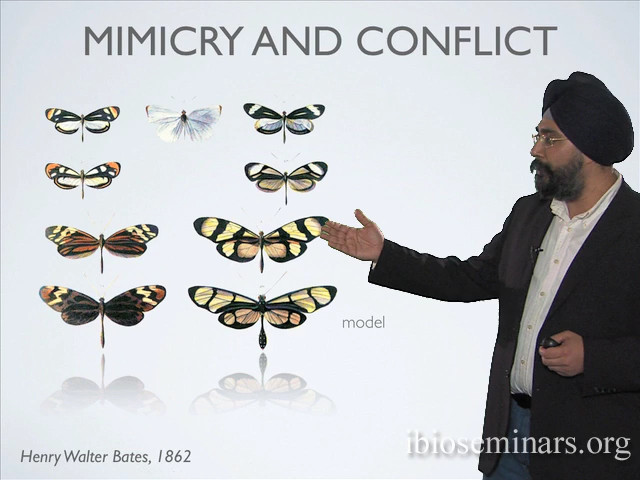 MIMICRY AND CONFLICT
model
Henry Walter Bates, 1862
ibioseminars.org